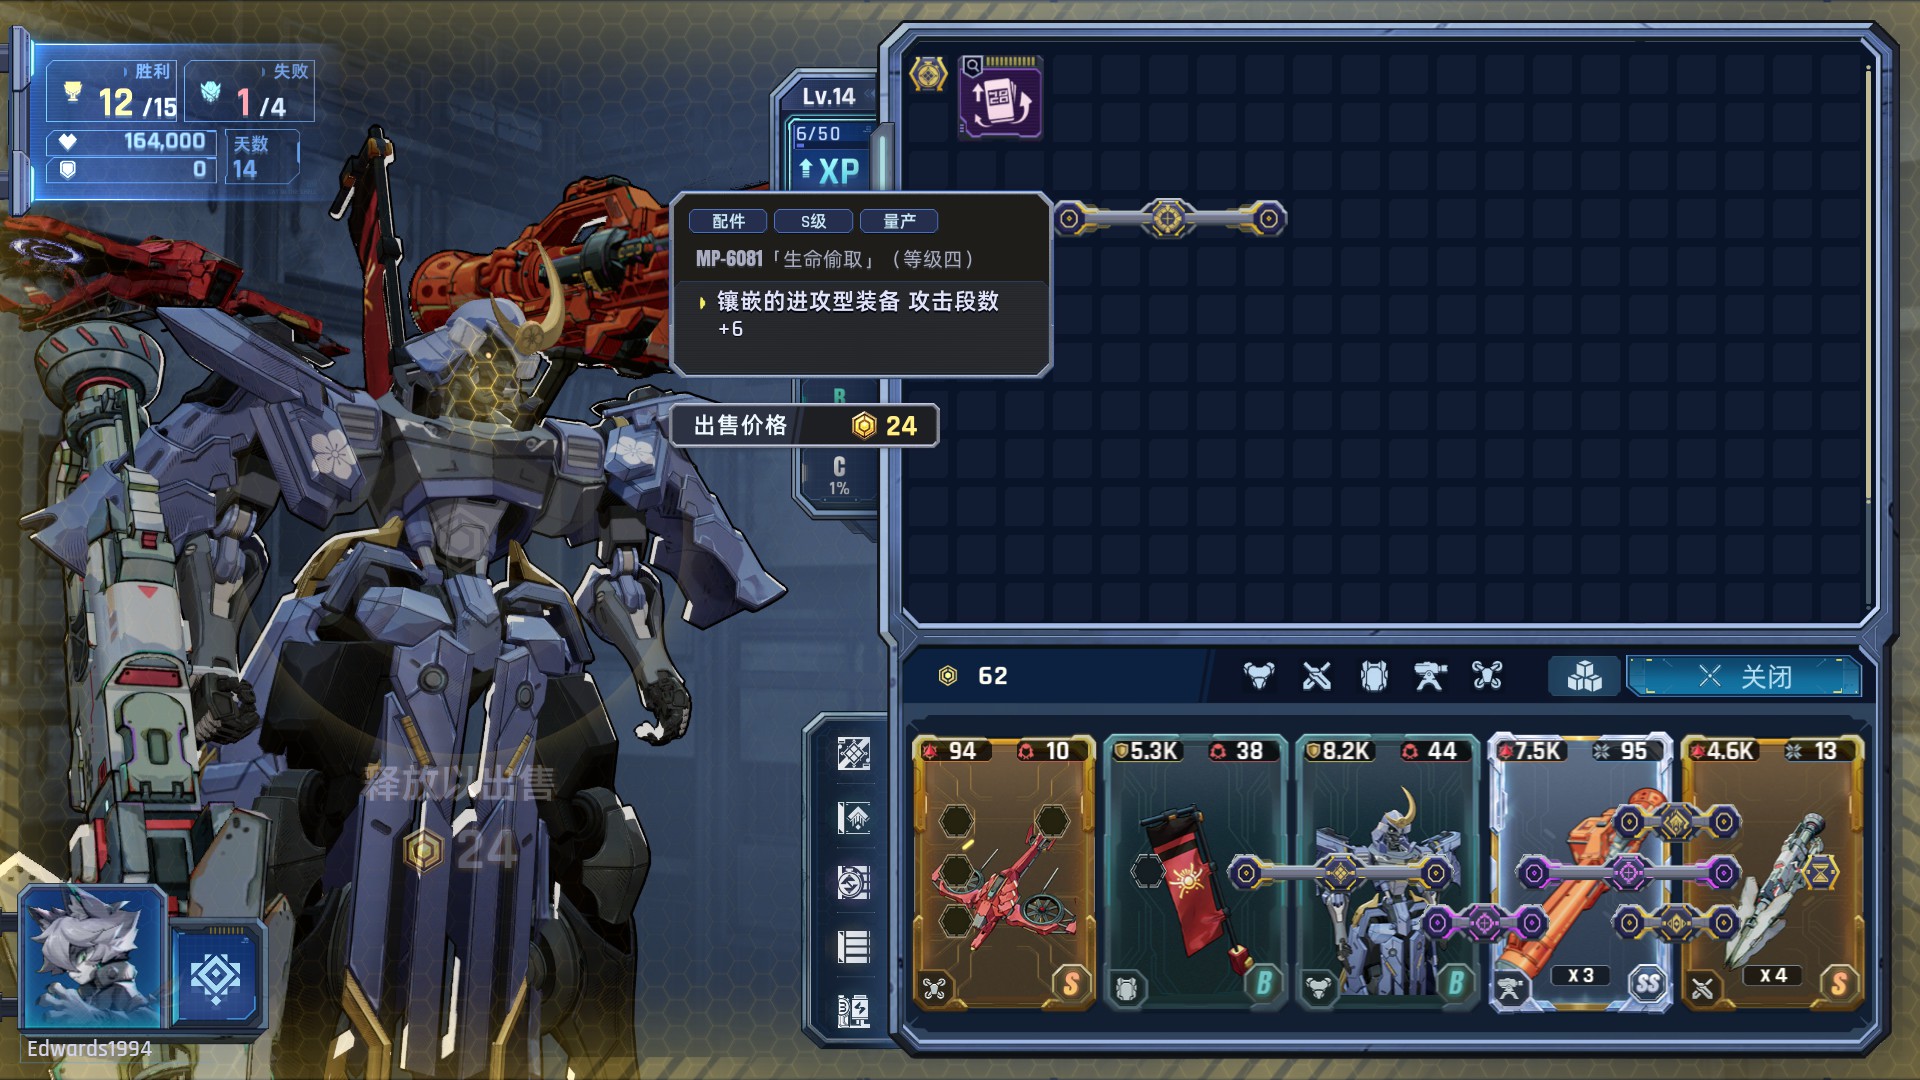 胜利
12 /15
失败
1 /4
164,000
0
天数
14
Lv.14
6/50
XP
配件
S级
量产
MP-6081「生命偷取」（等级四）
镶嵌的进攻型装备 攻击段数
+6
B
出售价格
24
C
1%
28
62
关闭
释放以出售
24
94
10
S
5.3K
38
B
8.2K
44
B
7.5K
95
x3
SS
4.6K
13
x4
S
Edwards1994